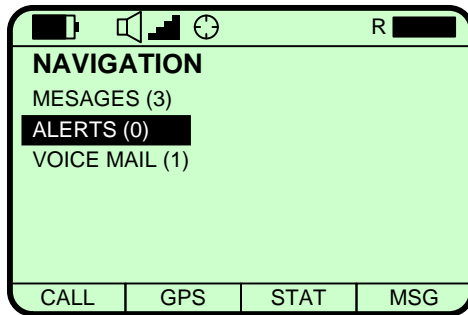 R
NAVIGATION
MESAGES (3)
ALERTS (0)
VOICE MAIL (1)
CALL GPS STAT MSG